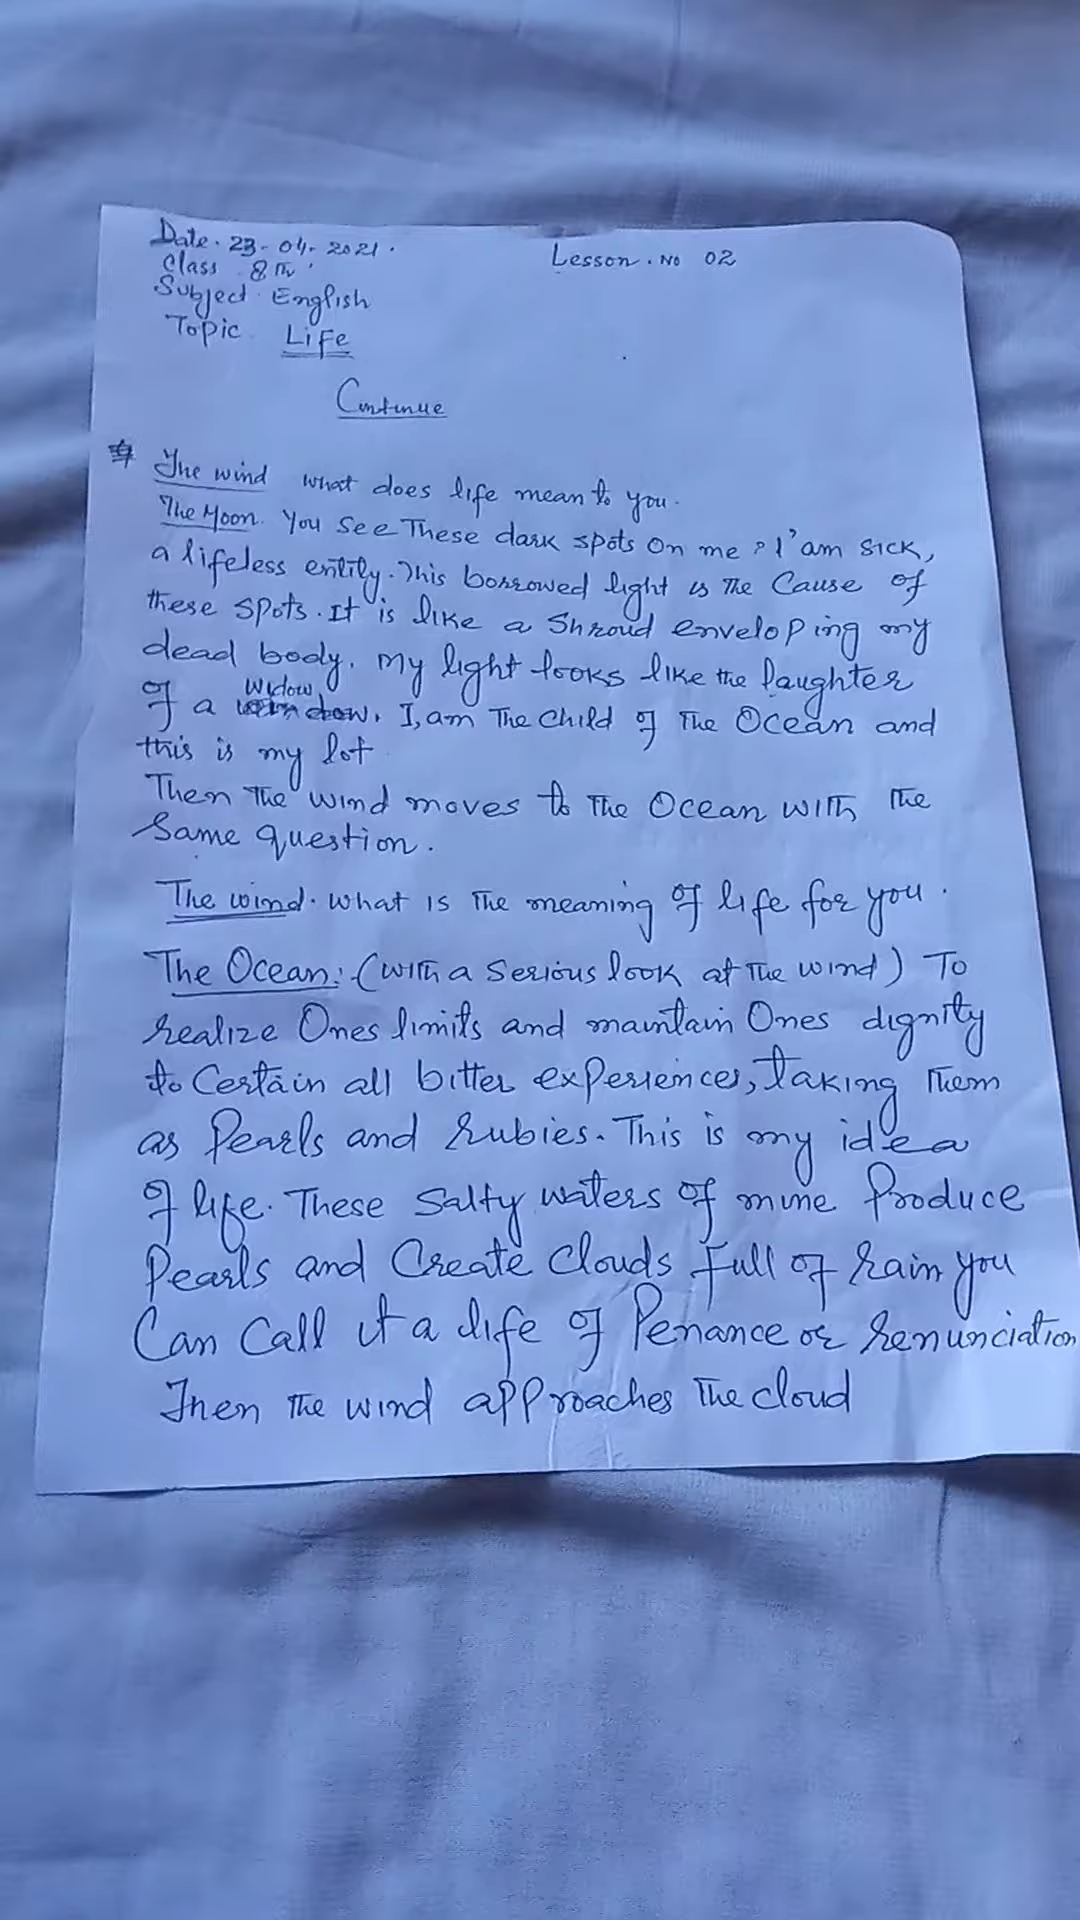 Date. 23-04-2021.
Lesson. No 02
Class 8Th
Subject English
Topic Life
Continue
The wind what does life mean to you.
The Moon. You see These dark spots on me I'am sick,
a lifeless entity. This borrowed light is The Cause of
these spots. It is like a Shroud enveloping my
dead body. My light looks like the laughter
of a widow. I, am The child of The Ocean and
this is my lot
Then The wind moves to The Ocean with The
Same question.
The wind. What is The meaning of life for you.
The Ocean: (with a serious look at The wind) To
realize Ones limits and maintain Ones dignity
to Certain all bitter experiences, taking Them
as Pearls and rubies. This is my idea
of life. These Salty waters of mine Produce
Pearls and Create Clouds full of rain you
Can Call it a life of Penance or renunciation
Then The wind approaches The cloud